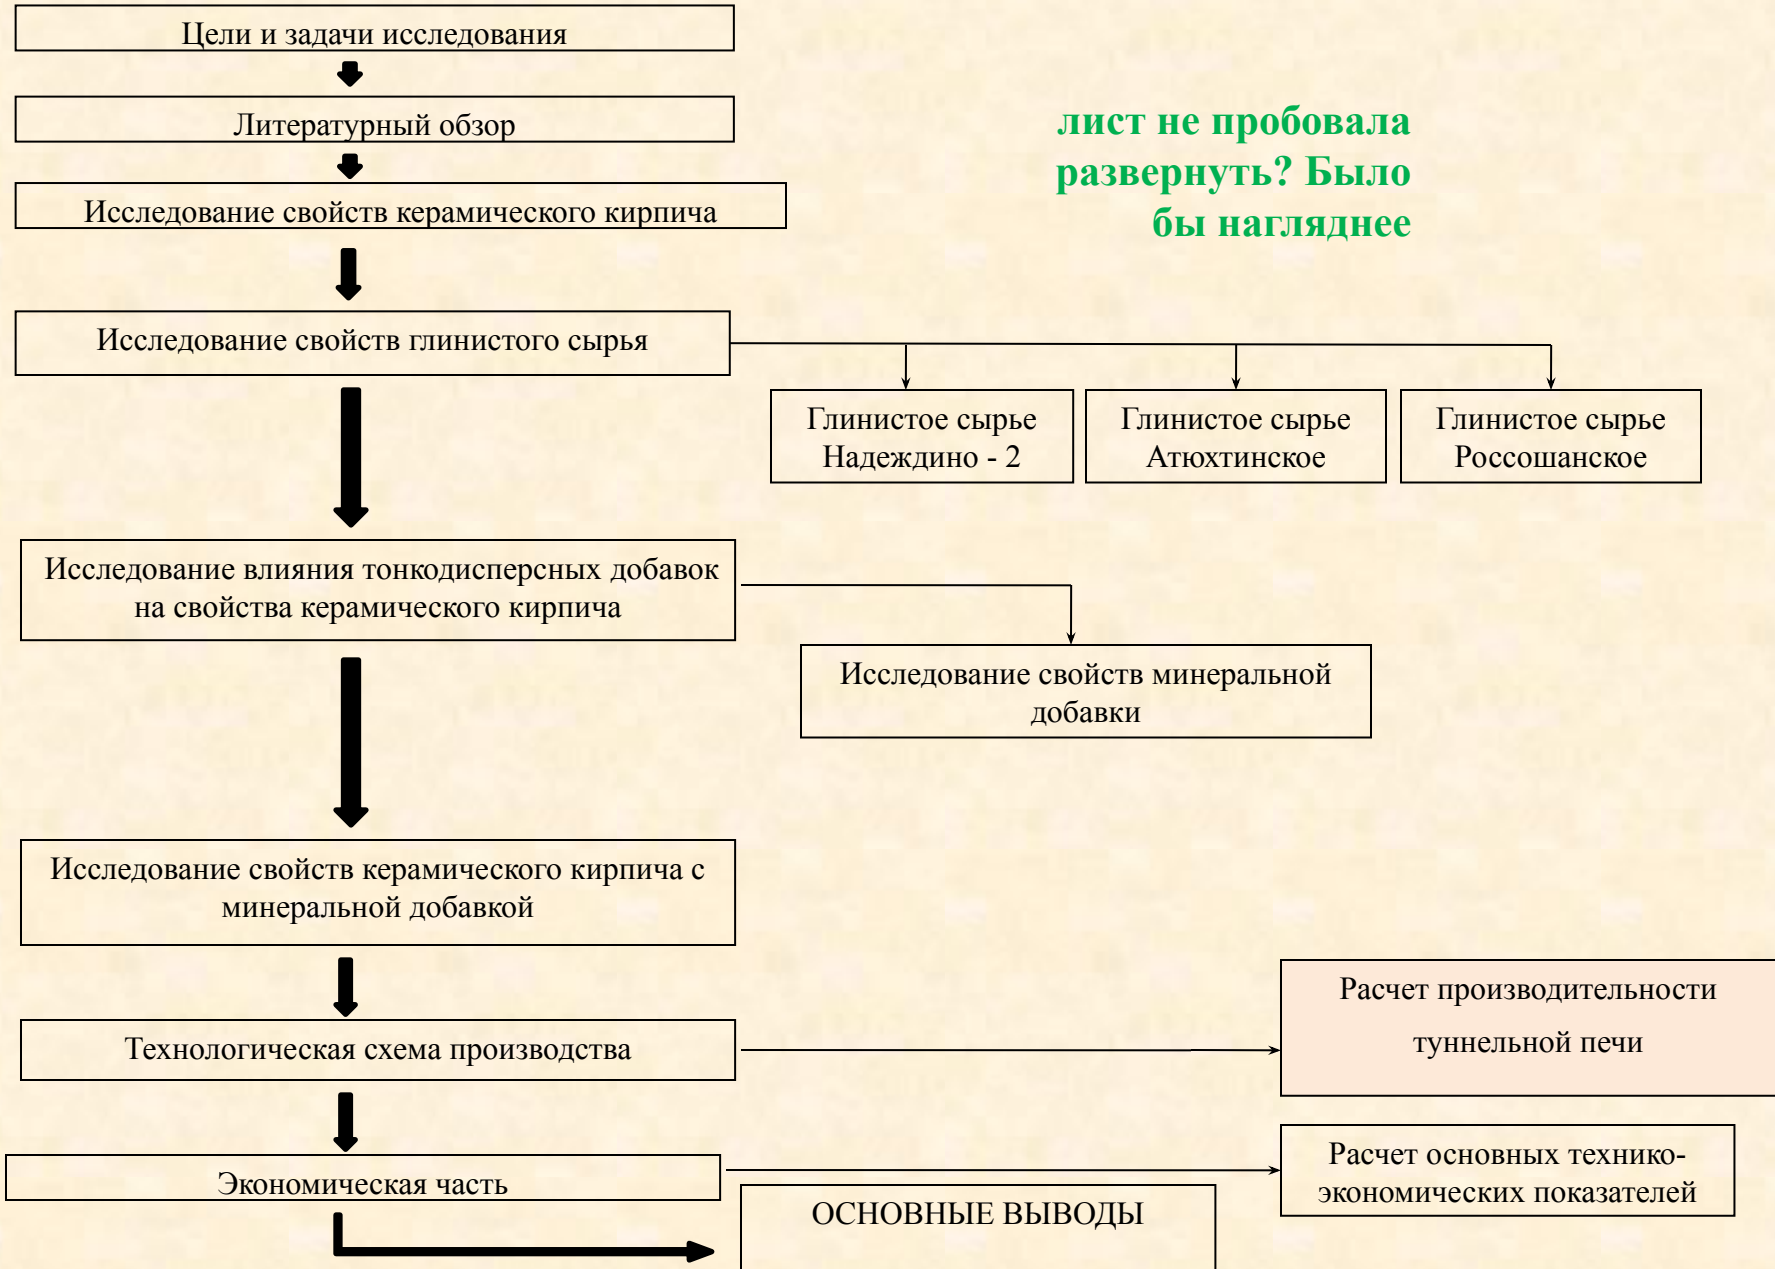 Цели и задачи исследования
Литературный обзор
лист не пробовала
развернуть? Было
бы нагляднее
Исследование свойств керамического кирпича
Исследование свойств глинистого сырья
Глинистое сырье
Надеждино - 2
Глинистое сырье
Атюхтинское
Глинистое сырье
Россошанское
Исследование влияния тонкодисперсных добавок
на свойства керамического кирпича
Исследование свойств минеральной
добавки
Исследование свойств керамического кирпича с
минеральной добавкой
Технологическая схема производства
Расчет производительности
туннельной печи
Экономическая часть
Расчет основных технико-
экономических показателей
ОСНОВНЫЕ ВЫВОДЫ